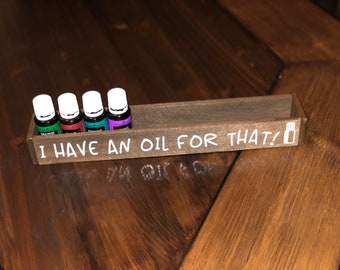 I HAVE AN OIL FOR THAT!